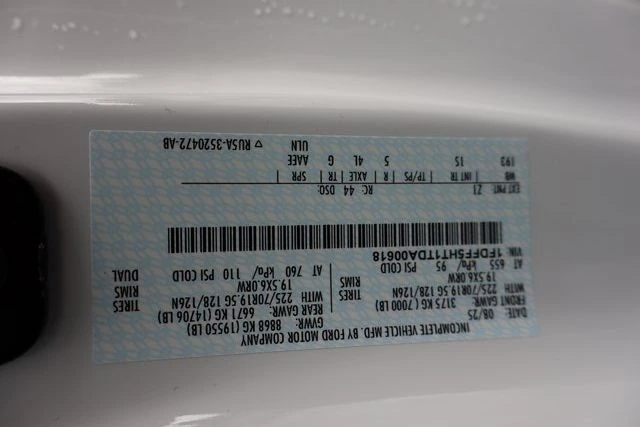 INCOMPLETE VEHICLE MFD. BY FORD MOTOR COMPANY
DATE: 08/25 GVWR: 8868 KG (19550 LB)
FRONT GAWR: 3175 KG (7000 LB) REAR GAWR: 6671 KG (14706 LB)
WITH 225/70R19.5G 128/126N TIRES WITH 225/70R19.5G 128/126N TIRES
19.5X6.0RW RIMS 19.5X6.0RW RIMS
AT 655 kPa/ 95 PSI COLD AT 760 kPa/ 110 PSI COLD DUAL
VIN: 1FDFF5HT1TDA00618
EXT PNT: Z1 RC: 44 DSO:
WB | INT TR | TP/PS | R | AXLE | TR | SPR
193 15 5 4L G AAEE
ULN
▽ RU5A-3520472-AB